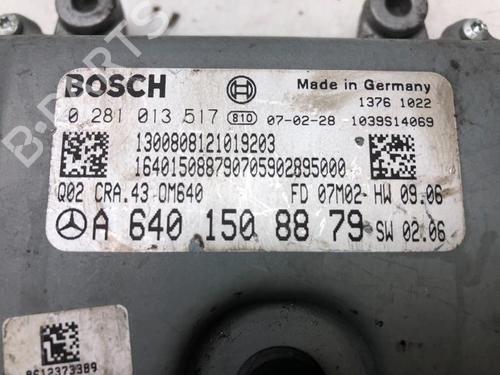 BOSCH
Made in Germany
1376 1022
0 281 013 517 810 07-02-28 1039S14069
1300808121019203
164015088790705902895000
Q02 CRA.43 OM640 FD 07M02- HW 09.06
A 640 150 88 79 SW 02.06
8612373389
B-PARTS